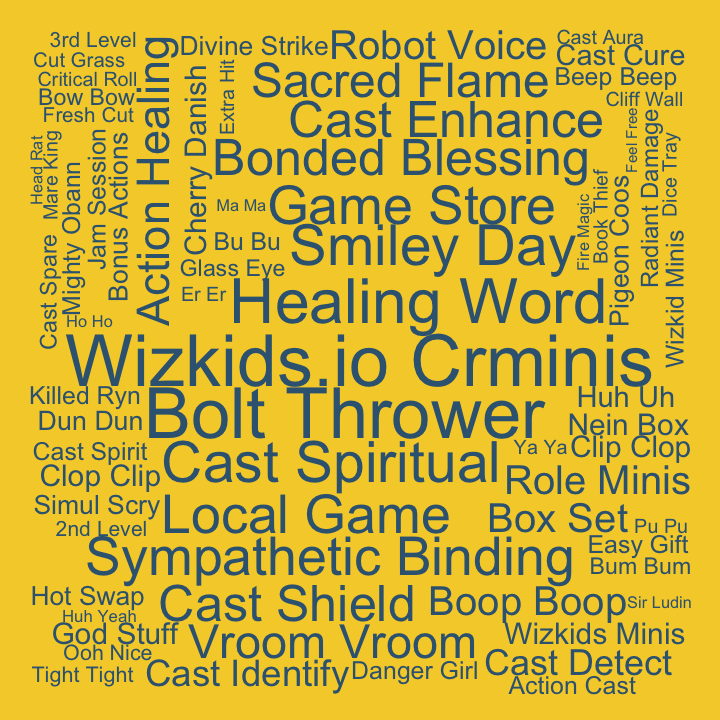 3rd Level
Cut Grass
Critical Roll
Bow Bow
Fresh Cut
Action Healing
Divine Strike
Robot Voice
Cast Aura
Cast Cure
Sacred Flame
Beep Beep
Cherry Danish
Extra Hit
Cast Enhance
Cliff Wall
Bonded Blessing
Feel Free
Radiant Damage
Dice Tray
Head Rat
Mare King
Mighty Obann
Jam Session
Bonus Actions
Ma Ma
Game Store
Fire Magic
Book Thief
Pigeon Coos
Bu Bu
Smiley Day
Glass Eye
Cast Spare
Er Er
Healing Word
Wizkid Minis
Ho Ho
Wizkids.io Crminis
Killed Ryn
Bolt Thrower
Huh Uh
Dun Dun
Nein Box
Cast Spirit
Cast Spiritual
Ya Ya
Clip Clop
Clop Clip
Role Minis
Simul Scry
Local Game
Box Set
2nd Level
Pu Pu
Sympathetic Binding
Easy Gift
Bum Bum
Hot Swap
Cast Shield
Boop Boop
Sir Ludin
Huh Yeah
God Stuff
Vroom Vroom
Wizkids Minis
Ooh Nice
Tight Tight
Cast Identify
Danger Girl
Cast Detect
Action Cast